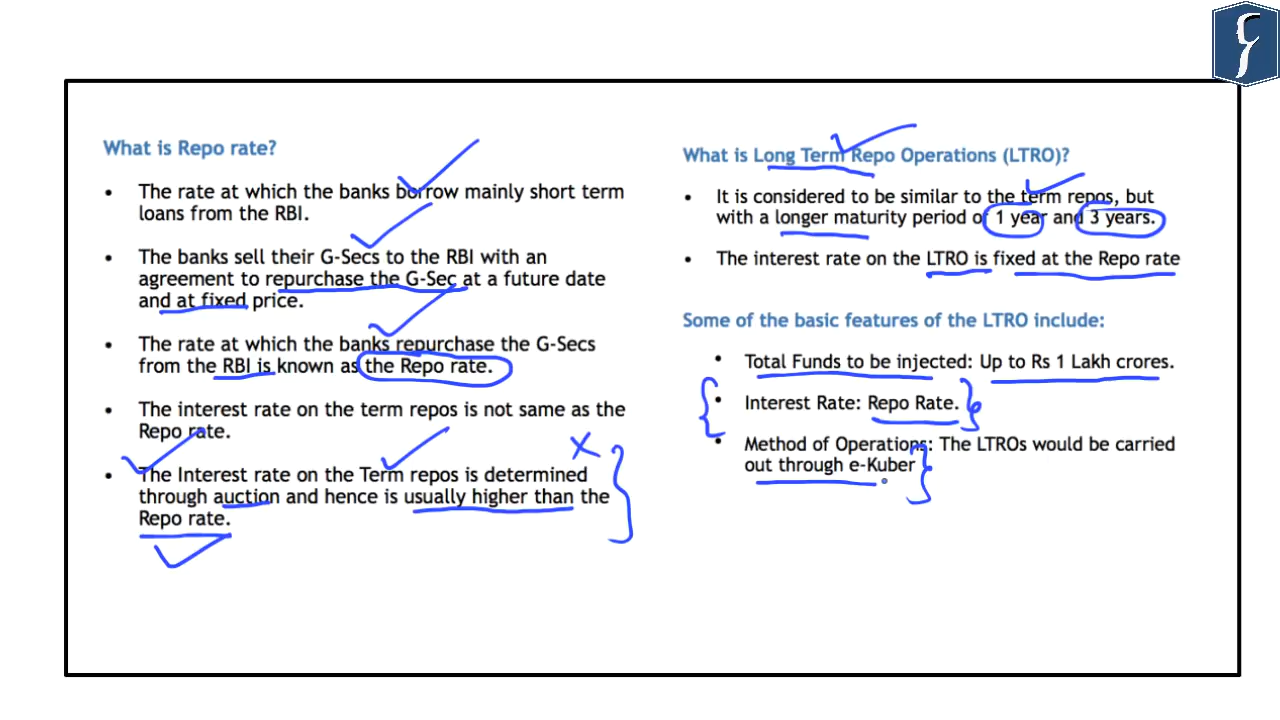 What is Repo rate?
• The rate at which the banks borrow mainly short term
loans from the RBI.
• The banks sell their G-Secs to the RBI with an
agreement to repurchase the G-Sec at a future date
and at fixed price.
• The rate at which the banks repurchase the G-Secs
from the RBI is known as the Repo rate.
• The interest rate on the term repos is not same as the
Repo rate.
• The Interest rate on the Term repos is determined
through auction and hence is usually higher than the
Repo rate.
What is Long Term Repo Operations (LTRO)?
• It is considered to be similar to the term repos, but
with a longer maturity period of 1 year and 3 years.
• The interest rate on the LTRO is fixed at the Repo rate
Some of the basic features of the LTRO include:
• Total Funds to be injected: Up to Rs 1 Lakh crores.
• Interest Rate: Repo Rate.
• Method of Operations: The LTROs would be carried
out through e-Kuber